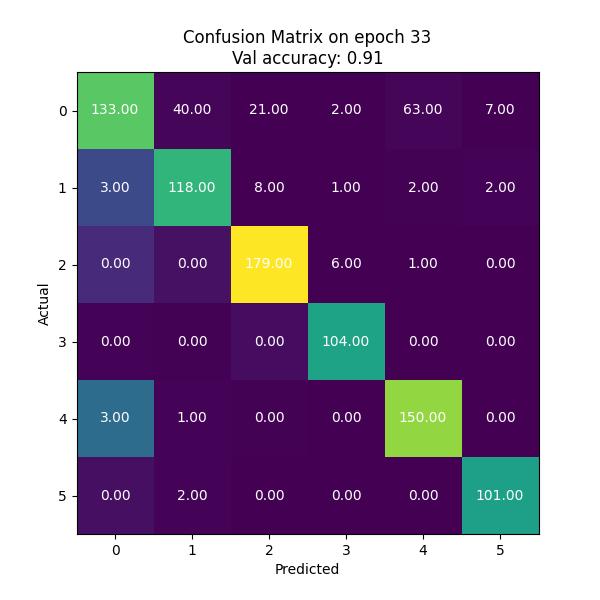 Confusion Matrix on epoch 33
Val accuracy: 0.91
0 133.00 40.00 21.00 2.00 63.00 7.00
1 3.00 118.00 8.00 1.00 2.00 2.00
2 0.00 0.00 179.00 6.00 1.00 0.00
Actual
3 0.00 0.00 0.00 104.00 0.00 0.00
4 3.00 1.00 0.00 0.00 150.00 0.00
5 0.00 2.00 0.00 0.00 0.00 101.00
0 1 2 3 4 5
Predicted